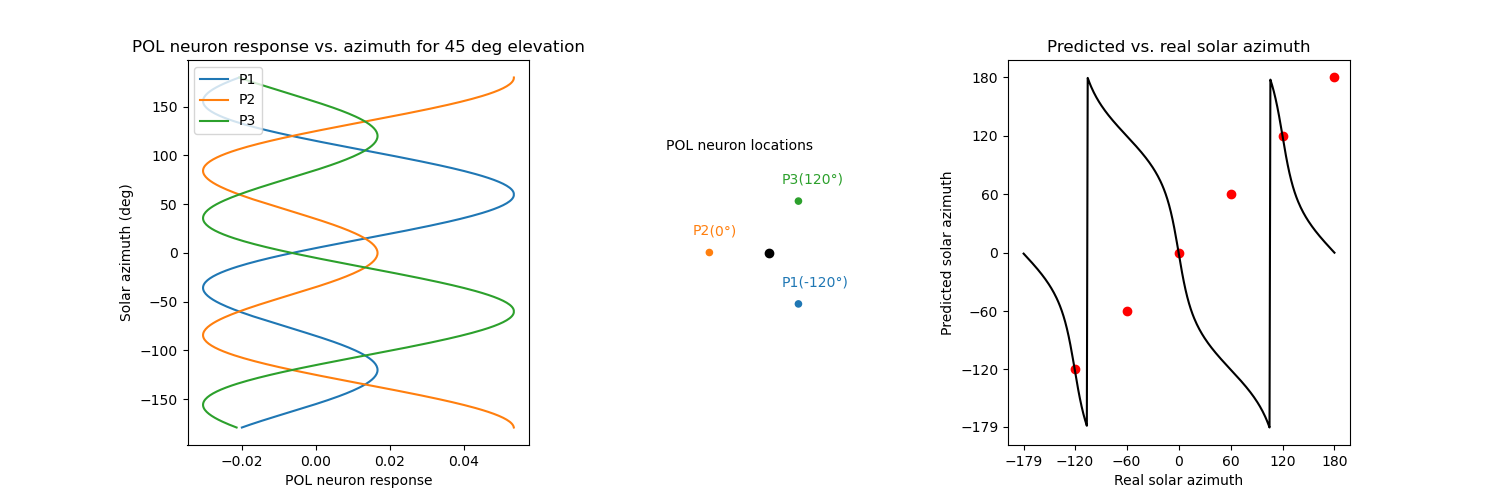 POL neuron response vs. azimuth for 45 deg elevation
P1
P2
P3
150
100
50
0
−50
−100
−150
Solar azimuth (deg)
−0.02
0.00
0.02
0.04
POL neuron response
POL neuron locations
P3(120°)
P2(0°)
P1(-120°)
Predicted vs. real solar azimuth
180
120
60
0
−60
−120
−179
Predicted solar azimuth
−179
−120
−60
0
60
120
180
Real solar azimuth